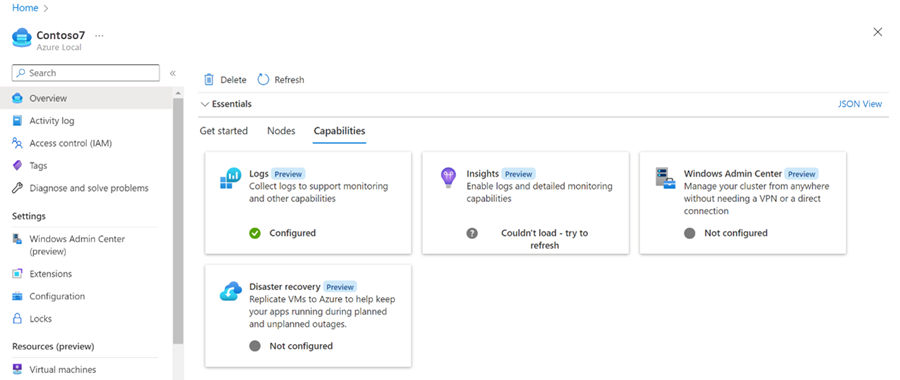 Home
Contoso7 ...
Azure Local
Search
Overview
Activity log
Access control (IAM)
Tags
Diagnose and solve problems
Settings
Windows Admin Center
(preview)
Extensions
Configuration
Locks
Resources (preview)
Virtual machines
Delete
Refresh
Essentials
JSON View
Get started
Nodes
Capabilities
Logs Preview
Collect logs to support monitoring
and other capabilities
Configured
Insights Preview
Enable logs and detailed monitoring
capabilities
Couldn't load - try to
refresh
Windows Admin Center Preview
Manage your cluster from anywhere
without needing a VPN or a direct
connection
Not configured
Disaster recovery Preview
Replicate VMs to Azure to help keep
your apps running during planned
and unplanned outages.
Not configured